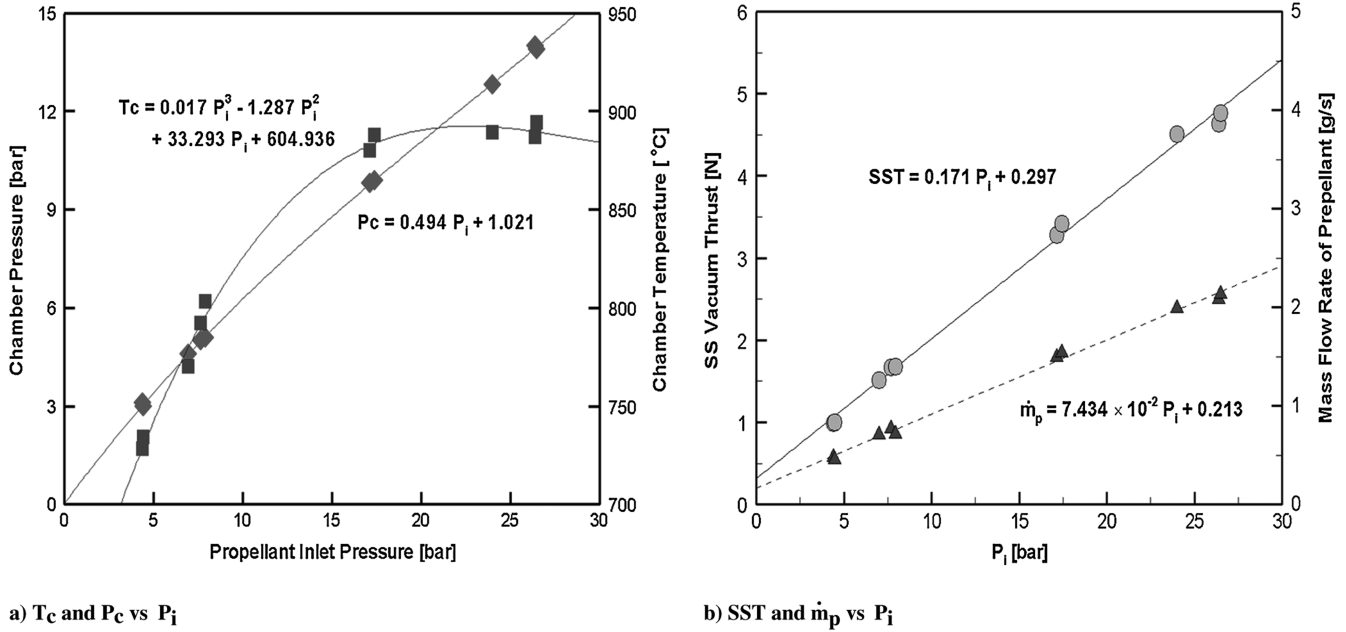 15
12
9
6
3
0
Chamber Pressure [bar]
Tc = 0.017 Pi³ - 1.287 Pi²
+ 33.293 Pi + 604.936
Pc = 0.494 Pi + 1.021
950
900
850
800
750
700
Chamber Temperature [ °C]
0 5 10 15 20 25 30
Propellant Inlet Pressure [bar]
a) Tc and Pc vs Pi
6
5
4
3
2
1
0
SS Vacuum Thrust [N]
SST = 0.171 Pi + 0.297
ṁp = 7.434 × 10⁻² Pi + 0.213
5
4
3
2
1
0
Mass Flow Rate of Prepellant [g/s]
0 5 10 15 20 25 30
Pi [bar]
b) SST and ṁp vs Pi